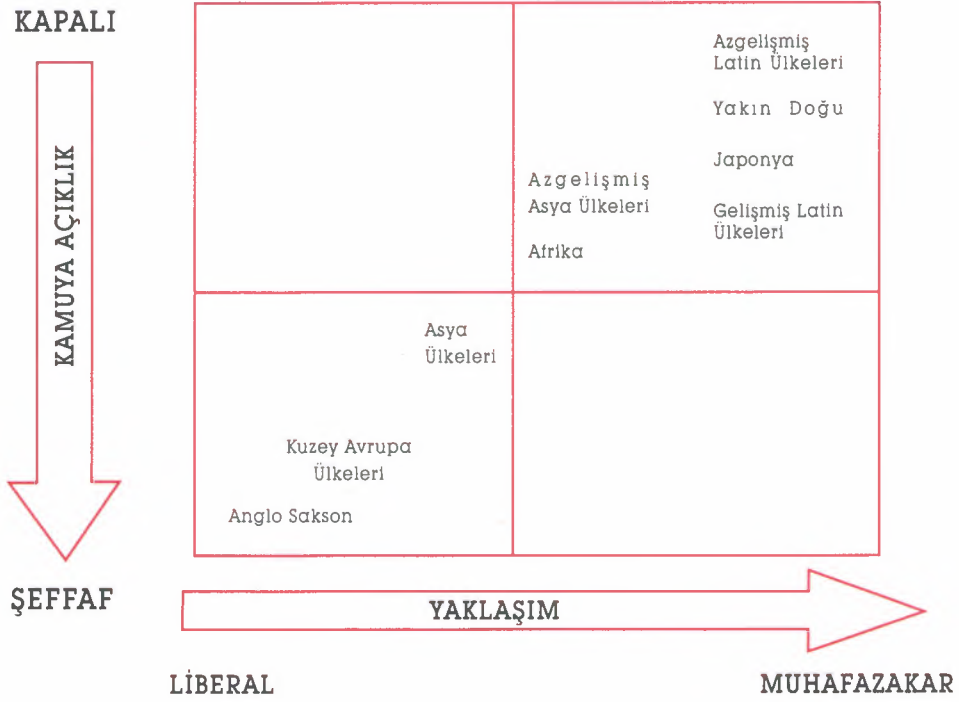 KAPALI
KAMUYA AÇIKLIK
ŞEFFAF
Azgelişmiş
Latin Ülkeleri
Yakın Doğu
Japonya
Gelişmiş Latin
Ülkeleri
Azgelişmiş
Asya Ülkeleri
Afrika
Asya
Ülkeleri
Kuzey Avrupa
Ülkeleri
Anglo Sakson
YAKLAŞIM
LİBERAL
MUHAFAZAKAR